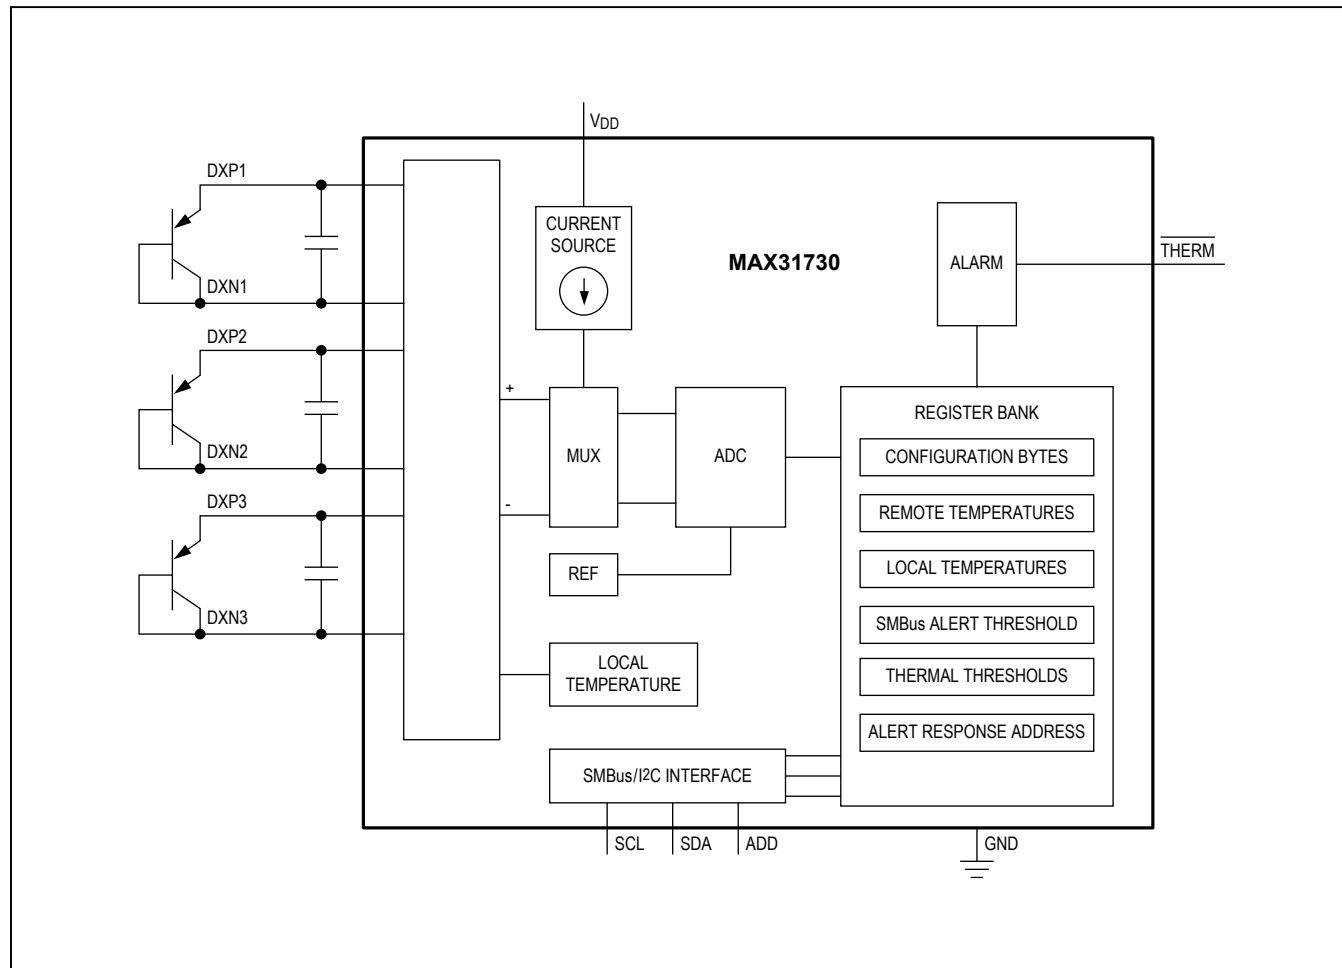 VDD
DXP1
DXN1
DXP2
DXN2
DXP3
DXN3
CURRENT
SOURCE
MAX31730
ALARM
THERM
+
-
MUX
ADC
REF
LOCAL
TEMPERATURE
REGISTER BANK
CONFIGURATION BYTES
REMOTE TEMPERATURES
LOCAL TEMPERATURES
SMBus ALERT THRESHOLD
THERMAL THRESHOLDS
ALERT RESPONSE ADDRESS
SMBus/I2C INTERFACE
SCL
SDA
ADD
GND